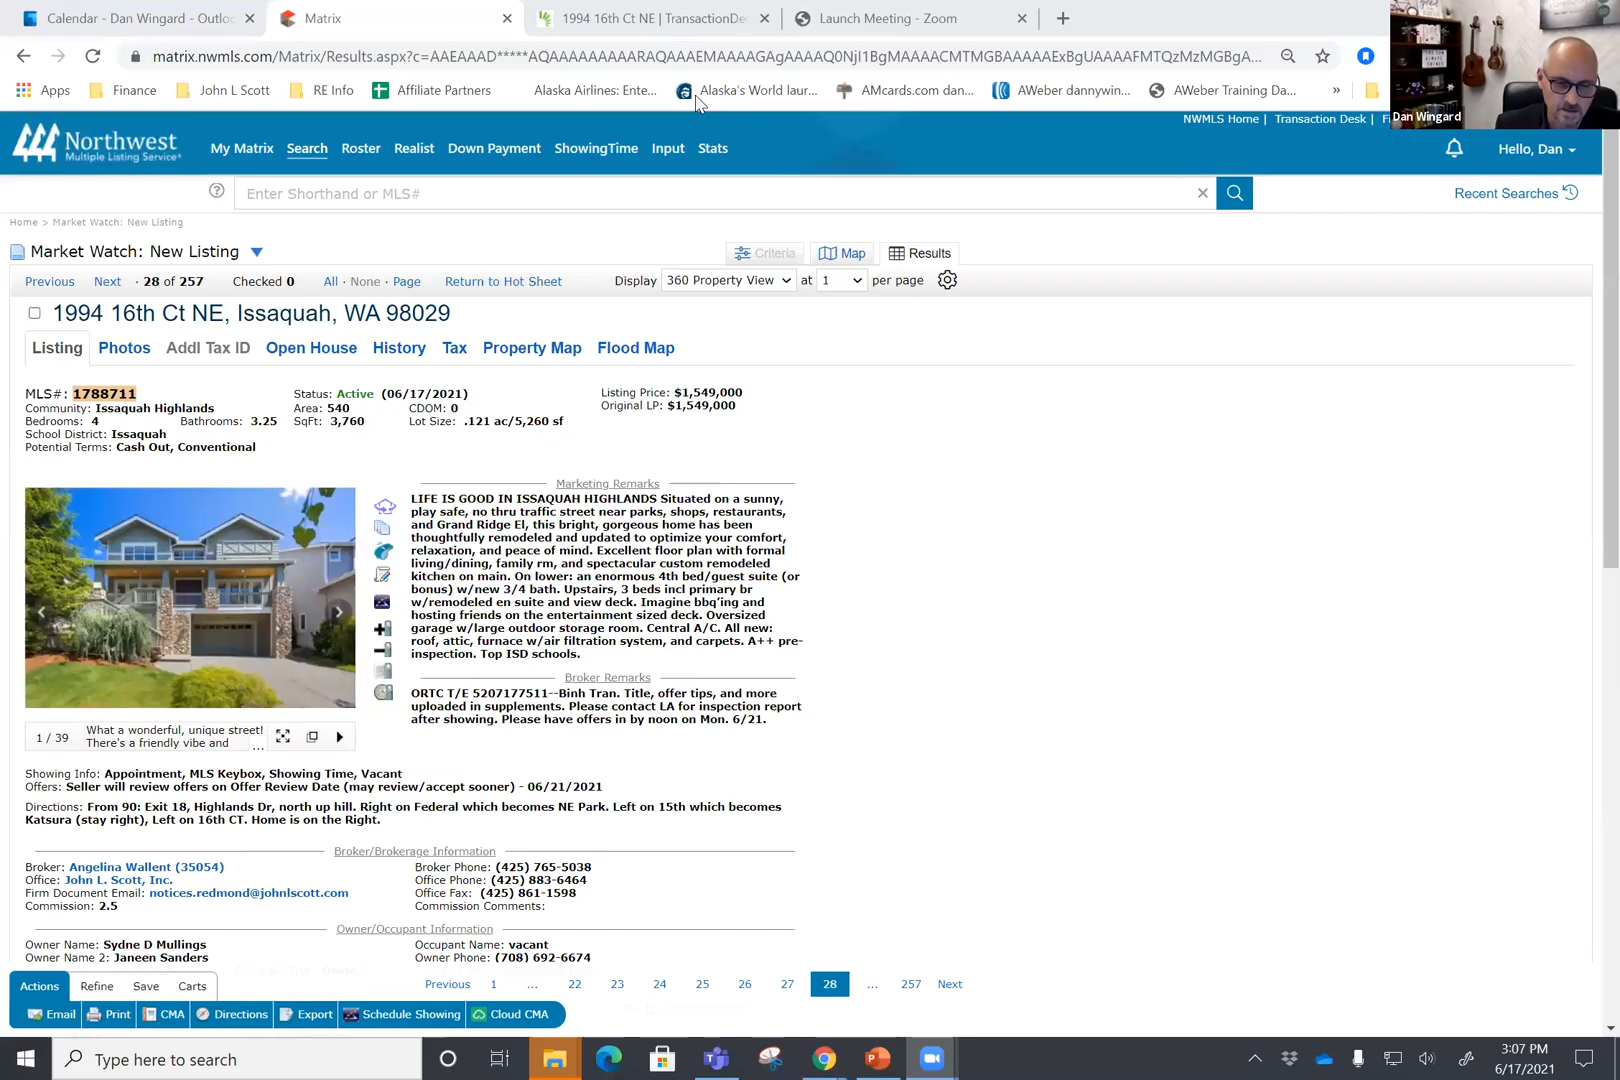 Calendar - Dan Wingard - Outlo
Matrix
1994 16th Ct NE | TransactionDes
Launch Meeting - Zoom
matrix.nwmls.com/Matrix/Results.aspx?c=AAEAAAD*****AQAAAAAAAAARAQAAAEMAAAAGAgAAAAQ0NjI1BgMAAAACMTMGBAAAAAExBgUAAAAFMTQzMzMGBgA...
Apps
Finance
John L Scott
RE Info
Affiliate Partners
Alaska Airlines: Ente...
Alaska's World laur...
AMcards.com dan...
AWeber dannywin...
AWeber Training Da...
»
Dan Wingard
NWMLS Home | Transaction Desk | Fi
Northwest
Multiple Listing Service®
My Matrix Search Roster Realist Down Payment ShowingTime Input Stats
Hello, Dan
Enter Shorthand or MLS#
Recent Searches
Home > Market Watch: New Listing
Market Watch: New Listing
Criteria Map Results
Previous Next · 28 of 257 Checked 0 All · None · Page Return to Hot Sheet Display 360 Property View at 1 per page
1994 16th Ct NE, Issaquah, WA 98029
Listing Photos Addl Tax ID Open House History Tax Property Map Flood Map
MLS#: 1788711 Status: Active (06/17/2021) Listing Price: $1,549,000
Community: Issaquah Highlands Area: 540 CDOM: 0 Original LP: $1,549,000
Bedrooms: 4 Bathrooms: 3.25 SqFt: 3,760 Lot Size: .121 ac/5,260 sf
School District: Issaquah
Potential Terms: Cash Out, Conventional
Marketing Remarks
LIFE IS GOOD IN ISSAQUAH HIGHLANDS Situated on a sunny,
play safe, no thru traffic street near parks, shops, restaurants,
and Grand Ridge El, this bright, gorgeous home has been
thoughtfully remodeled and updated to optimize your comfort,
relaxation, and peace of mind. Excellent floor plan with formal
living/dining, family rm, and spectacular custom remodeled
kitchen on main. On lower: an enormous 4th bed/guest suite (or
bonus) w/new 3/4 bath. Upstairs, 3 beds incl primary br
w/remodeled en suite and view deck. Imagine bbq'ing and
hosting friends on the entertainment sized deck. Oversized
garage w/large outdoor storage room. Central A/C. All new:
roof, attic, furnace w/air filtration system, and carpets. A++ pre-
inspection. Top ISD schools.
Broker Remarks
ORTC T/E 5207177511--Binh Tran. Title, offer tips, and more
uploaded in supplements. Please contact LA for inspection report
after showing. Please have offers in by noon on Mon. 6/21.
1 / 39
What a wonderful, unique street!
There's a friendly vibe and
...
Showing Info: Appointment, MLS Keybox, Showing Time, Vacant
Offers: Seller will review offers on Offer Review Date (may review/accept sooner) - 06/21/2021
Directions: From 90: Exit 18, Highlands Dr, north up hill. Right on Federal which becomes NE Park. Left on 15th which becomes
Katsura (stay right), Left on 16th CT. Home is on the Right.
Broker/Brokerage Information
Broker: Angelina Wallent (35054) Broker Phone: (425) 765-5038
Office: John L. Scott, Inc. Office Phone: (425) 883-6464
Firm Document Email: notices.redmond@johnlscott.com Office Fax: (425) 861-1598
Commission: 2.5 Commission Comments:
Owner/Occupant Information
Owner Name: Sydne D Mullings Occupant Name: vacant
Owner Name 2: Janeen Sanders Owner Phone: (708) 692-6674
Actions Refine Save Carts
Previous 1 ... 22 23 24 25 26 27 28 ... 257 Next
Email Print CMA Directions Export Schedule Showing Cloud CMA
Type here to search
3:07 PM
6/17/2021